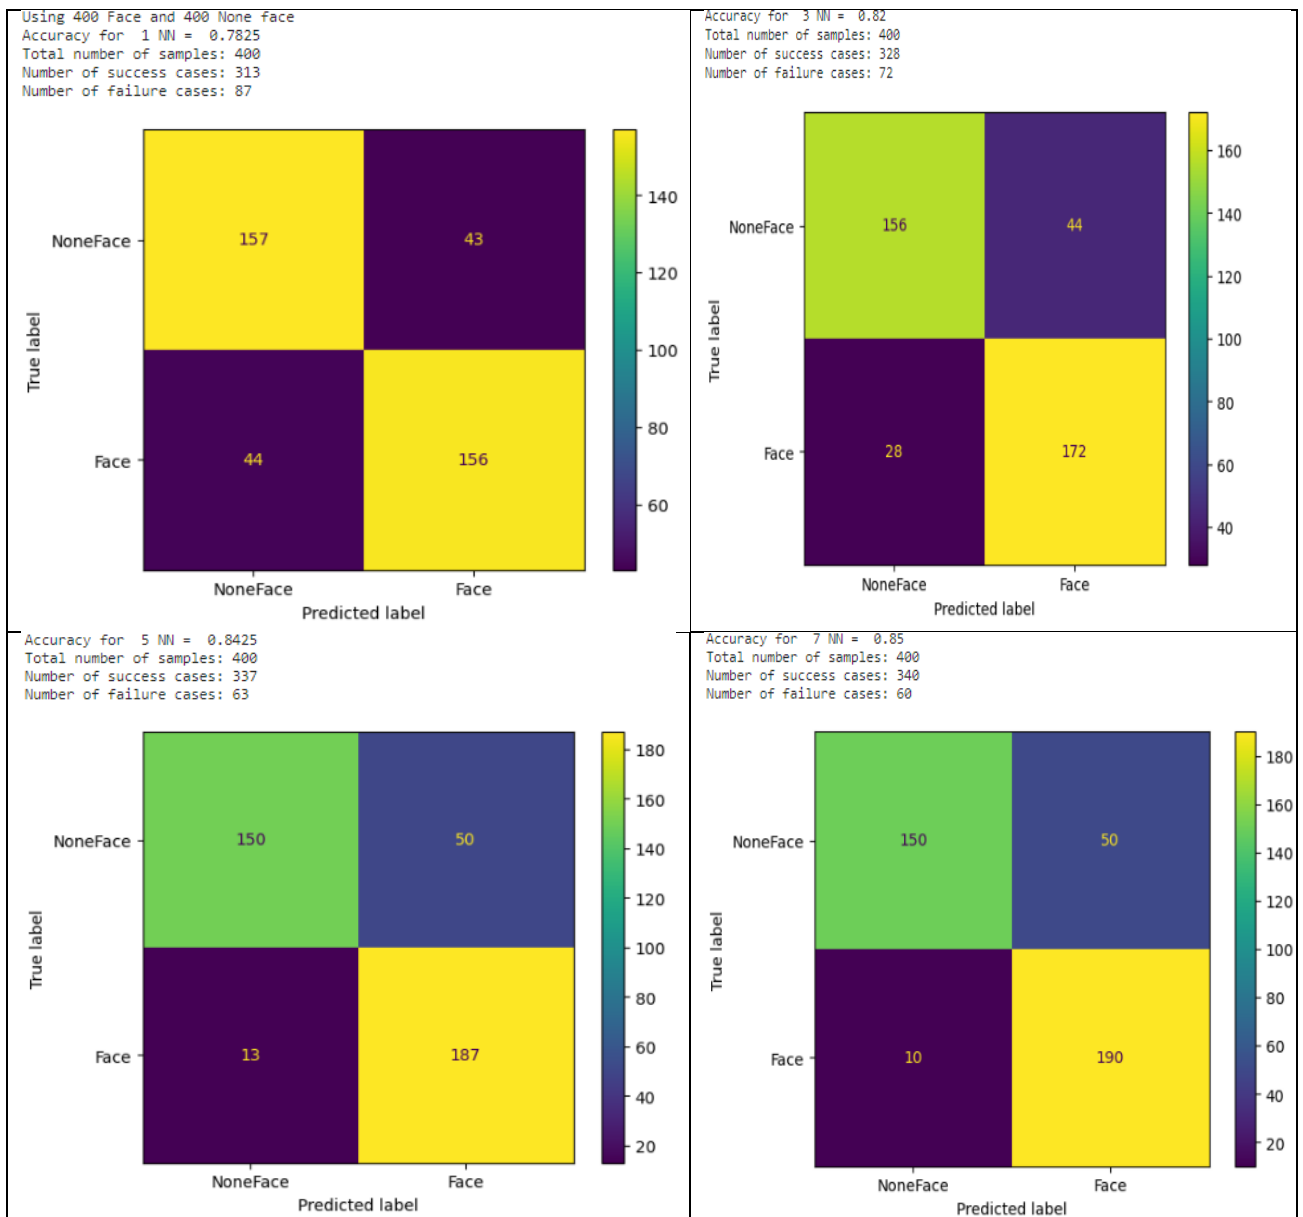 Using 400 Face and 400 None face
Accuracy for  1 NN =  0.7825
Total number of samples: 400
Number of success cases: 313
Number of failure cases: 87
140
NoneFace
157
43
120
True label
100
80
Face
44
156
60
NoneFace
Face
Predicted label
Accuracy for  3 NN =  0.82
Total number of samples: 400
Number of success cases: 328
Number of failure cases: 72
160
140
NoneFace
156
44
120
True label
100
80
Face
28
172
60
40
NoneFace
Face
Predicted label
Accuracy for  5 NN =  0.8425
Total number of samples: 400
Number of success cases: 337
Number of failure cases: 63
180
160
NoneFace
150
50
140
120
True label
100
80
Face
13
187
60
40
20
NoneFace
Face
Predicted label
Accuracy for  7 NN =  0.85
Total number of samples: 400
Number of success cases: 340
Number of failure cases: 60
180
160
NoneFace
150
50
140
120
True label
100
80
Face
10
190
60
40
20
NoneFace
Face
Predicted label